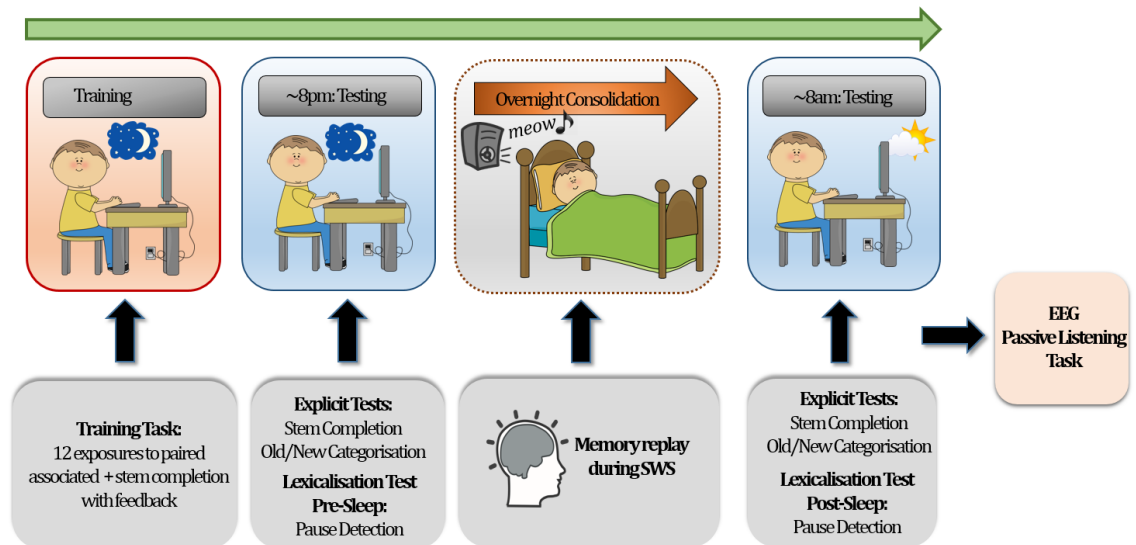 Training
~8pm: Testing
Overnight Consolidation
meow
~8am: Testing
EEG
Passive Listening
Task
Training Task:
12 exposures to paired
associated + stem completion
with feedback
Explicit Tests:
Stem Completion
Old/New Categorisation
Lexicalisation Test
Pre-Sleep:
Pause Detection
Memory replay
during SWS
Explicit Tests:
Stem Completion
Old/New Categorisation
Lexicalisation Test
Post-Sleep:
Pause Detection